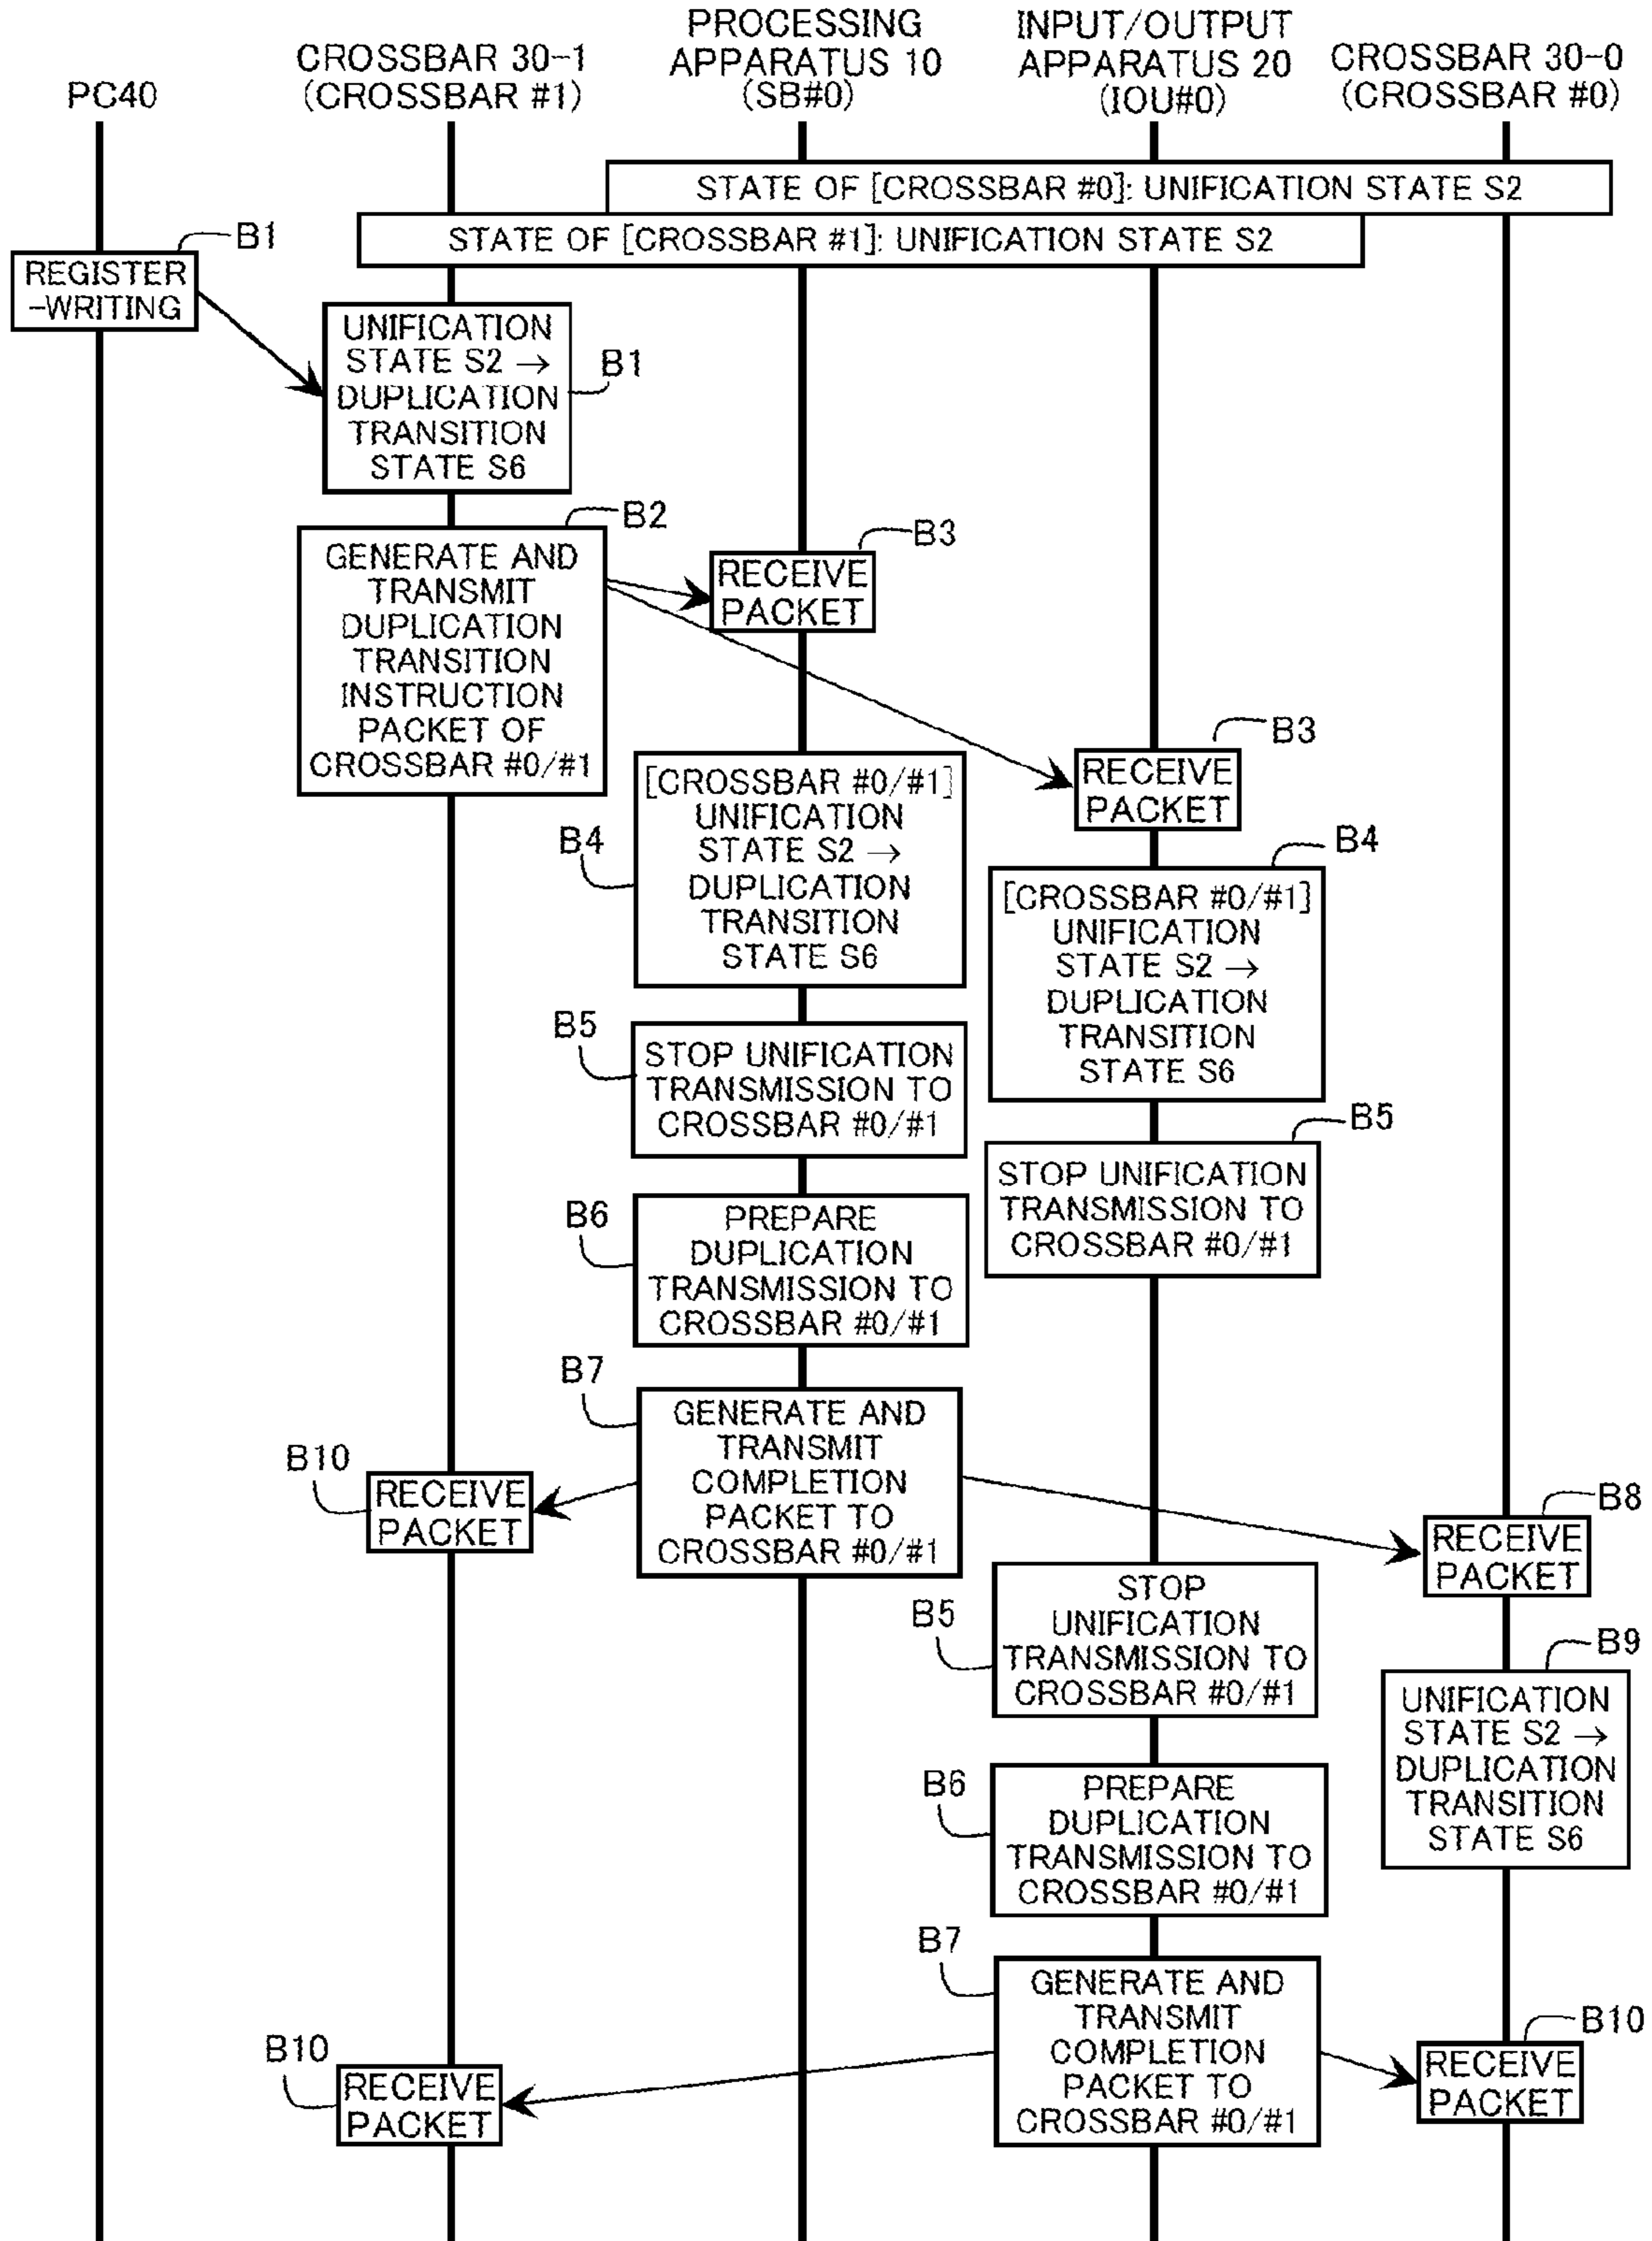 PC40
CROSSBAR 30-1
(CROSSBAR #1)
PROCESSING
APPARATUS 10
(SB#0)
INPUT/OUTPUT
APPARATUS 20
(IOU#0)
CROSSBAR 30-0
(CROSSBAR #0)
STATE OF [CROSSBAR #0]: UNIFICATION STATE S2
STATE OF [CROSSBAR #1]: UNIFICATION STATE S2
B1
REGISTER
-WRITING
UNIFICATION
STATE S2 →
DUPLICATION
TRANSITION
STATE S6
B1
B2
GENERATE AND
TRANSMIT
DUPLICATION
TRANSITION
INSTRUCTION
PACKET OF
CROSSBAR #0/#1
B3
RECEIVE
PACKET
B3
RECEIVE
PACKET
B4
[CROSSBAR #0/#1]
UNIFICATION
STATE S2 →
DUPLICATION
TRANSITION
STATE S6
B4
[CROSSBAR #0/#1]
UNIFICATION
STATE S2 →
DUPLICATION
TRANSITION
STATE S6
B5
STOP UNIFICATION
TRANSMISSION TO
CROSSBAR #0/#1
B5
STOP UNIFICATION
TRANSMISSION TO
CROSSBAR #0/#1
B6
PREPARE
DUPLICATION
TRANSMISSION TO
CROSSBAR #0/#1
B7
GENERATE AND
TRANSMIT
COMPLETION
PACKET TO
CROSSBAR #0/#1
B10
RECEIVE
PACKET
B8
RECEIVE
PACKET
B5
STOP
UNIFICATION
TRANSMISSION TO
CROSSBAR #0/#1
B9
UNIFICATION
STATE S2 →
DUPLICATION
TRANSITION
STATE S6
B6
PREPARE
DUPLICATION
TRANSMISSION TO
CROSSBAR #0/#1
B7
GENERATE AND
TRANSMIT
COMPLETION
PACKET TO
CROSSBAR #0/#1
B10
RECEIVE
PACKET
B10
RECEIVE
PACKET